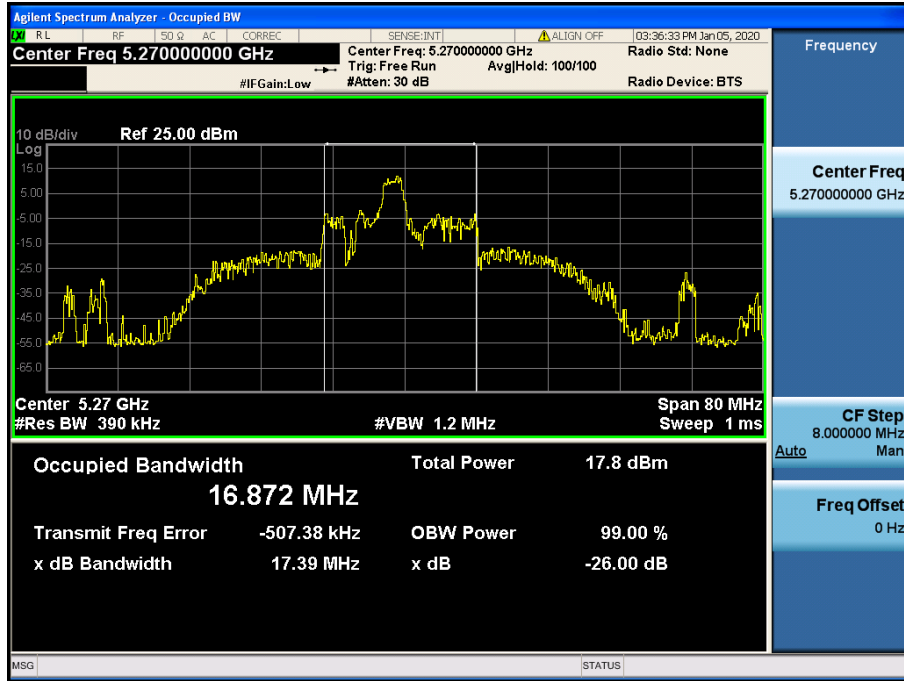 Agilent Spectrum Analyzer - Occupied BW
LXI RL RF 50 Ω AC CORREC SENSE:INT ALIGN OFF 03:36:33 PM Jan 05, 2020
Center Freq 5.270000000 GHz
Center Freq: 5.270000000 GHz
Radio Std: None
Trig: Free Run Avg|Hold: 100/100
#IFGain:Low
#Atten: 30 dB
Radio Device: BTS
Frequency
10 dB/div Ref 25.00 dBm
Log
15.0
5.00
-5.00
-15.0
-25.0
-35.0
-45.0
-55.0
-65.0
Center 5.27 GHz Span 80 MHz
#Res BW 390 kHz #VBW 1.2 MHz Sweep 1 ms
Center Freq
5.270000000 GHz
CF Step
8.000000 MHz
Auto Man
Freq Offset
0 Hz
Occupied Bandwidth Total Power 17.8 dBm
16.872 MHz
Transmit Freq Error -507.38 kHz OBW Power 99.00 %
x dB Bandwidth 17.39 MHz x dB -26.00 dB
MSG STATUS